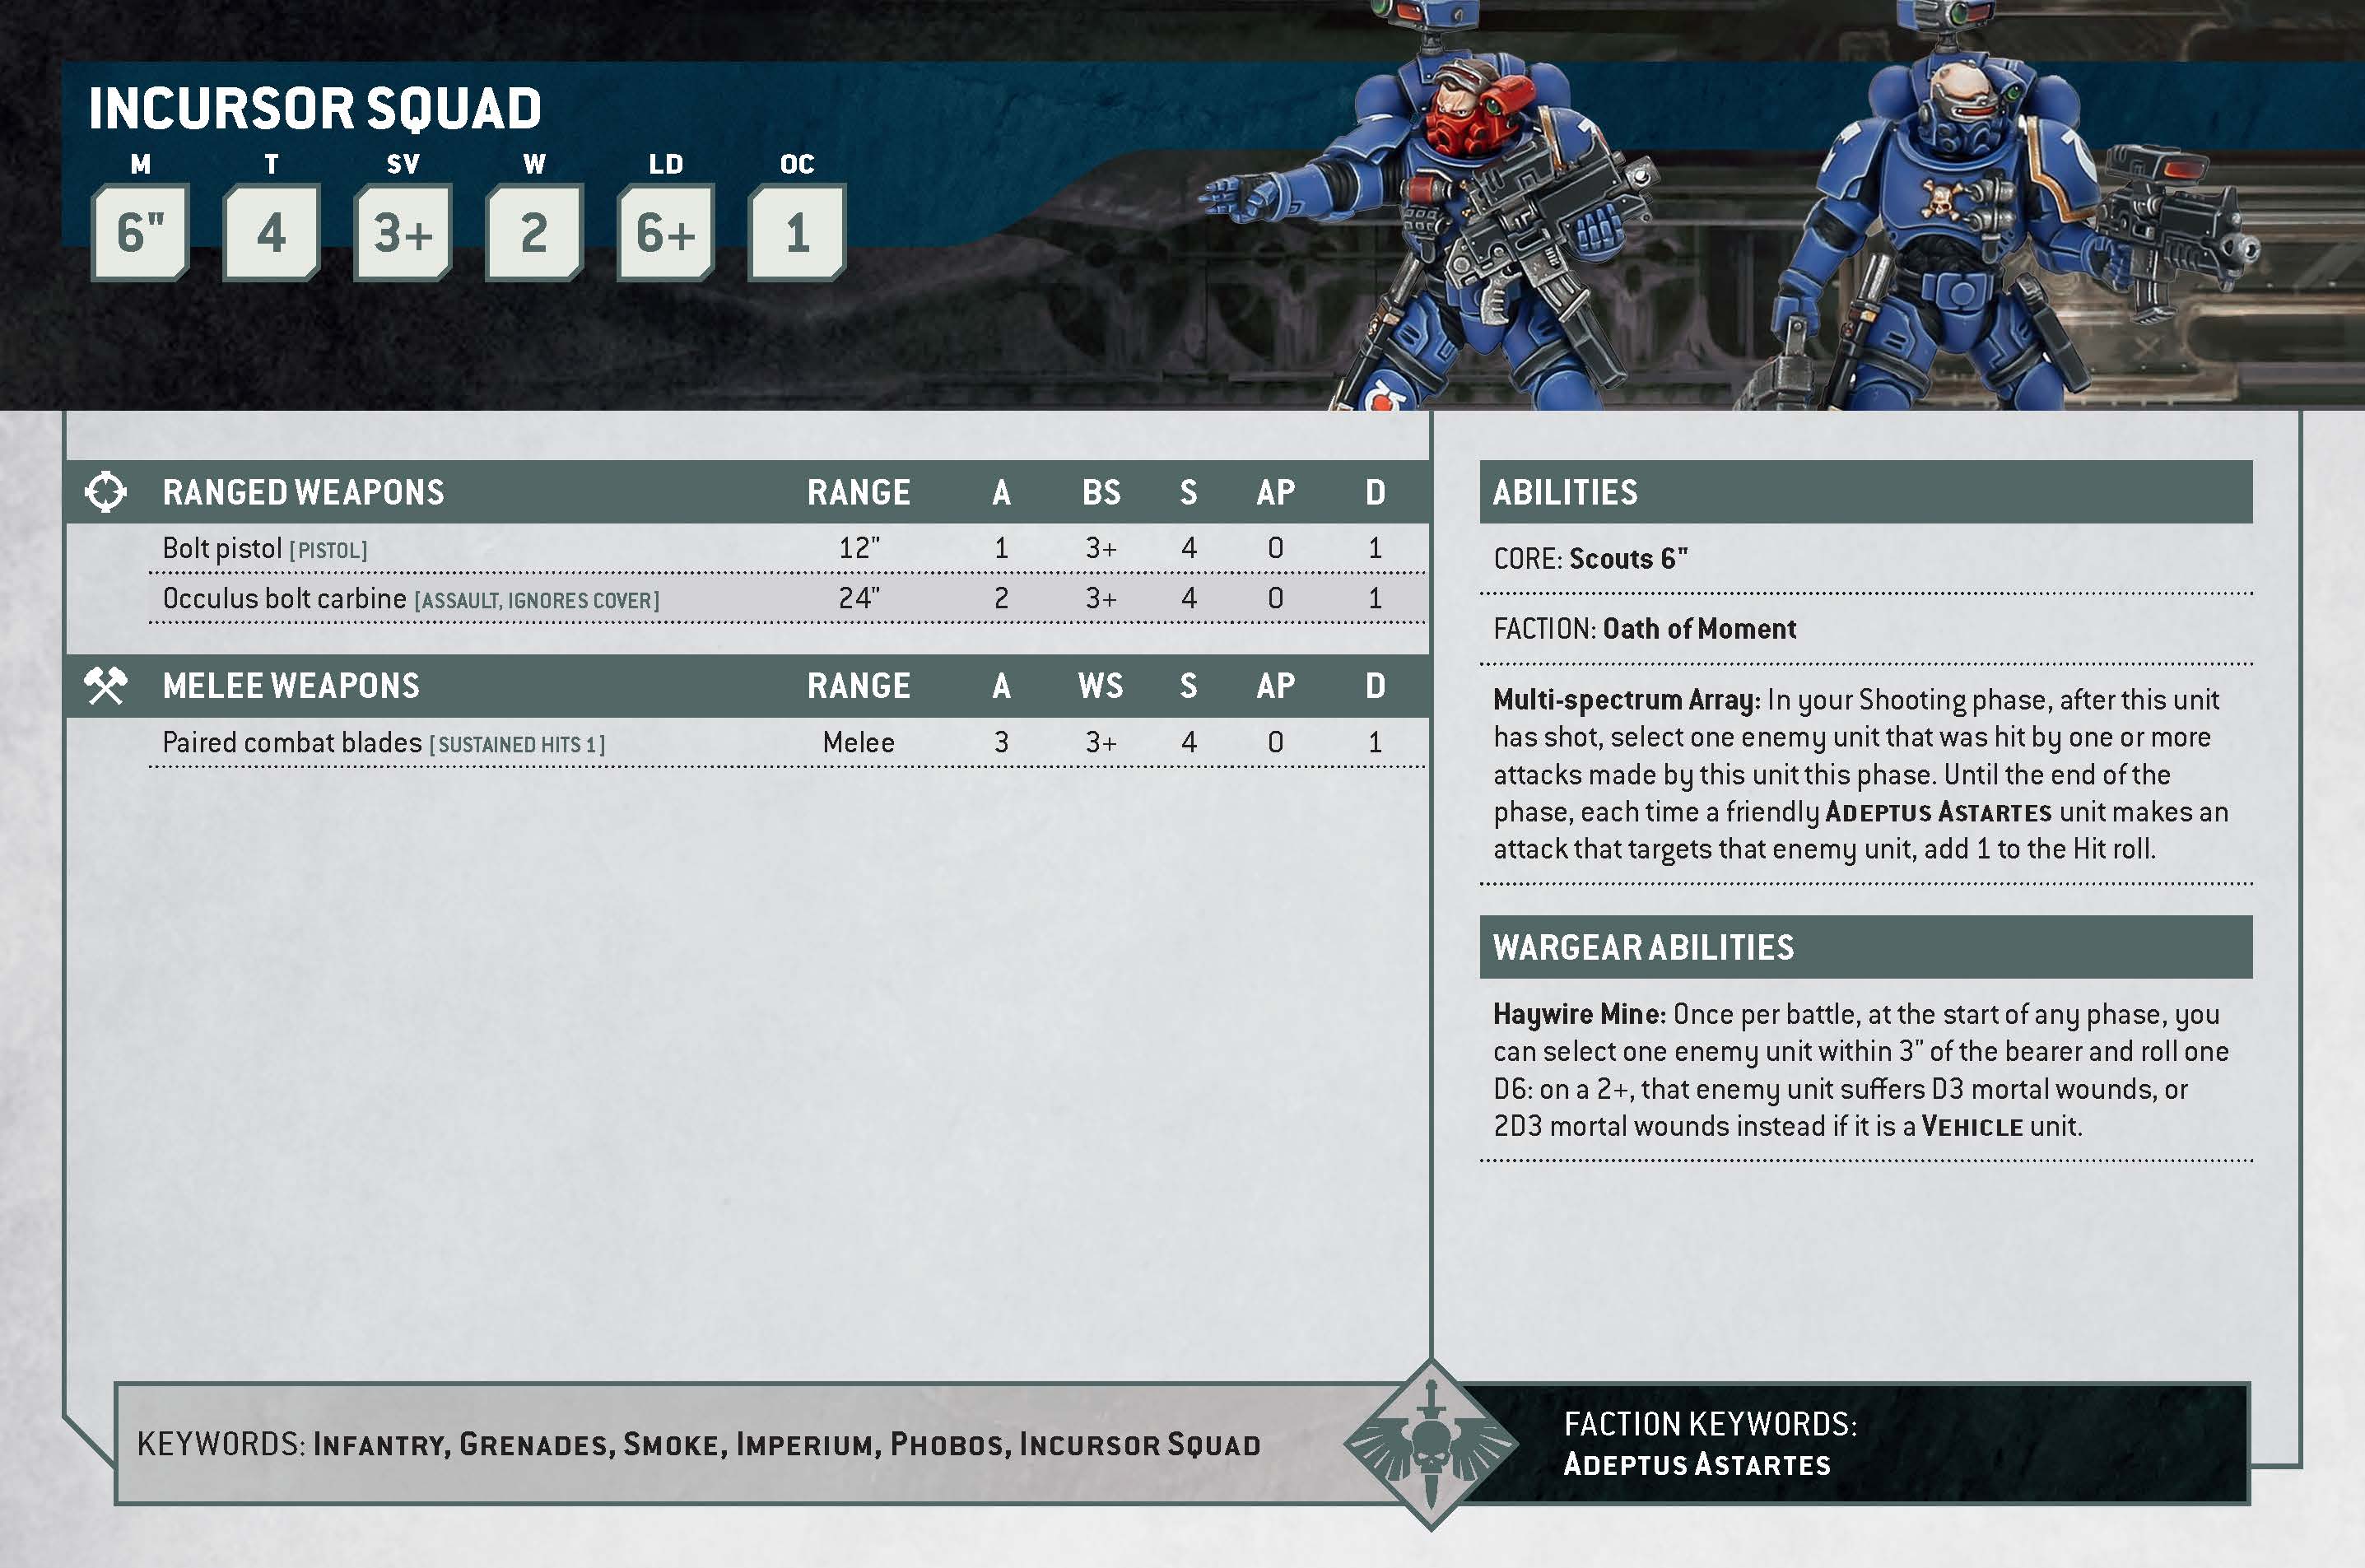 INCURSOR SQUAD
M T SV W LD OC
6" 4 3+ 2 6+ 1
RANGED WEAPONS RANGE A BS S AP D
Bolt pistol [PISTOL] 12" 1 3+ 4 0 1
Occulus bolt carbine [ASSAULT, IGNORES COVER] 24" 2 3+ 4 0 1
MELEE WEAPONS RANGE A WS S AP D
Paired combat blades [SUSTAINED HITS 1] Melee 3 3+ 4 0 1
ABILITIES
CORE: Scouts 6"
FACTION: Oath of Moment
Multi-spectrum Array: In your Shooting phase, after this unit
has shot, select one enemy unit that was hit by one or more
attacks made by this unit this phase. Until the end of the
phase, each time a friendly ADEPTUS ASTARTES unit makes an
attack that targets that enemy unit, add 1 to the Hit roll.
WARGEAR ABILITIES
Haywire Mine: Once per battle, at the start of any phase, you
can select one enemy unit within 3" of the bearer and roll one
D6: on a 2+, that enemy unit suffers D3 mortal wounds, or
2D3 mortal wounds instead if it is a VEHICLE unit.
KEYWORDS: INFANTRY, GRENADES, SMOKE, IMPERIUM, PHOBOS, INCURSOR SQUAD
FACTION KEYWORDS:
ADEPTUS ASTARTES